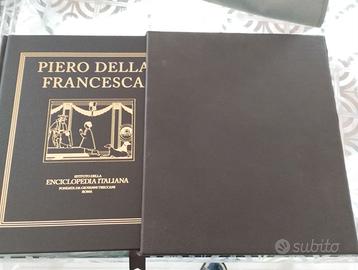 PIERO DELLA
FRANCESCA
ISTITUTO DELLA
ENCICLOPEDIA ITALIANA
FONDATA DA GIOVANNI TRECCANI
ROMA
subito